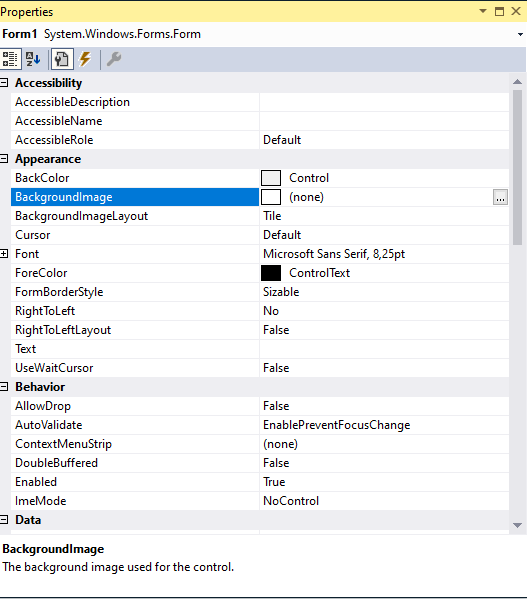 Properties
Form1 System.Windows.Forms.Form
Accessibility
AccessibleDescription
AccessibleName
AccessibleRole Default
Appearance
BackColor Control
BackgroundImage (none) ...
BackgroundImageLayout Tile
Cursor Default
Font Microsoft Sans Serif, 8,25pt
ForeColor ControlText
FormBorderStyle Sizable
RightToLeft No
RightToLeftLayout False
Text
UseWaitCursor False
Behavior
AllowDrop False
AutoValidate EnablePreventFocusChange
ContextMenuStrip (none)
DoubleBuffered False
Enabled True
ImeMode NoControl
Data
BackgroundImage
The background image used for the control.